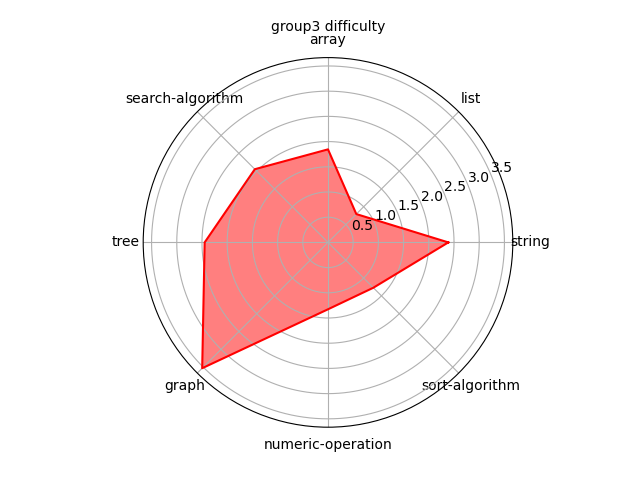 group3 difficulty
array
search-algorithm
list
3.5
3.0
2.5
2.0
1.5
1.0
0.5
tree
string
graph
sort-algorithm
numeric-operation